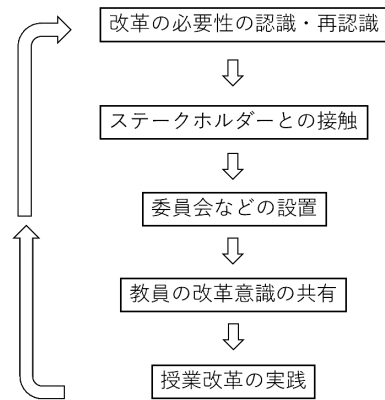 改革の必要性の認識・再認識
ステークホルダーとの接触
委員会などの設置
教員の改革意識の共有
授業改革の実践